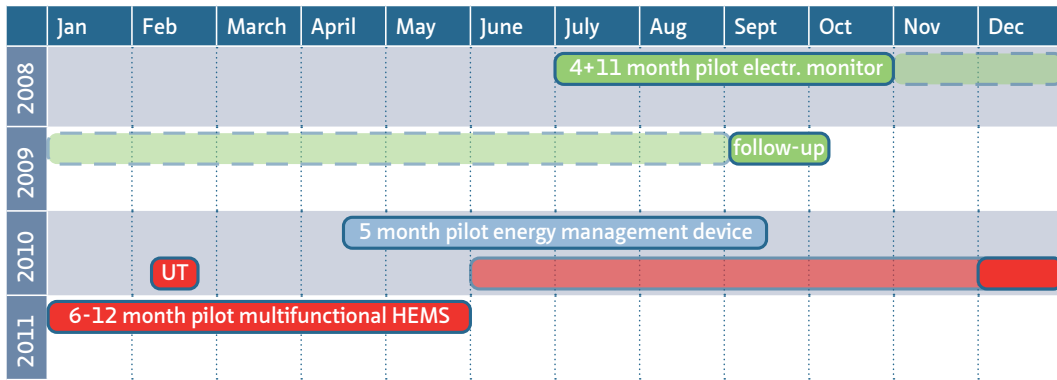 Jan Feb March April May June July Aug Sept Oct Nov Dec
2008
4+11 month pilot electr. monitor
2009
follow-up
2010
5 month pilot energy management device
UT
2011
6-12 month pilot multifunctional HEMS